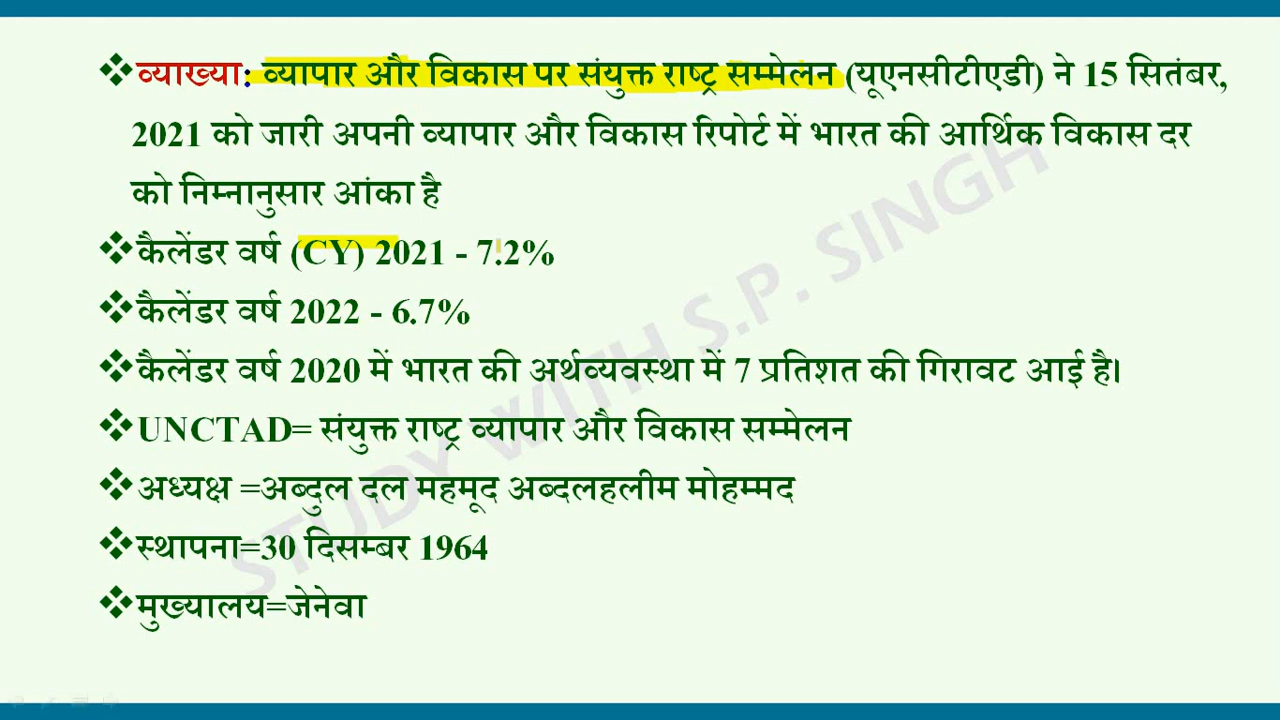 ❖व्याख्या: व्यापार और विकास पर संयुक्त राष्ट्र सम्मेलन (यूएनसीटीएडी) ने 15 सितंबर,
2021 को जारी अपनी व्यापार और विकास रिपोर्ट में भारत की आर्थिक विकास दर
को निम्नानुसार आंका है
❖कैलेंडर वर्ष (CY) 2021 - 7.2%
❖कैलेंडर वर्ष 2022 - 6.7%
❖कैलेंडर वर्ष 2020 में भारत की अर्थव्यवस्था में 7 प्रतिशत की गिरावट आई है।
❖UNCTAD= संयुक्त राष्ट्र व्यापार और विकास सम्मेलन
❖अध्यक्ष =अब्दुल दल महमूद अब्दलहलीम मोहम्मद
❖स्थापना=30 दिसम्बर 1964
❖मुख्यालय=जेनेवा
STUDY WITH S.P. SINGH